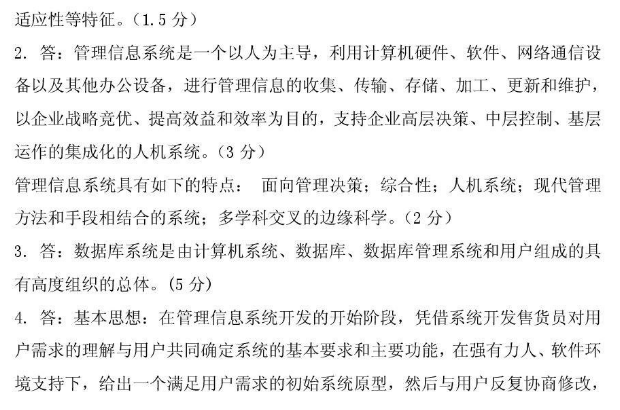 适应性等特征。（1.5 分）
2. 答：管理信息系统是一个以人为主导，利用计算机硬件、软件、网络通信设
备以及其他办公设备，进行管理信息的收集、传输、存储、加工、更新和维护，
以企业战略竞优、提高效益和效率为目的，支持企业高层决策、中层控制、基层
运作的集成化的人机系统。（3 分）
管理信息系统具有如下的特点： 面向管理决策；综合性；人机系统；现代管理
方法和手段相结合的系统；多学科交叉的边缘科学。（2 分）
3. 答：数据库系统是由计算机系统、数据库、数据库管理系统和用户组成的具
有高度组织的总体。(5 分)
4. 答：基本思想：在管理信息系统开发的开始阶段，凭借系统开发售货员对用
户需求的理解与用户共同确定系统的基本要求和主要功能，在强有力人、软件环
境支持下，给出一个满足用户需求的初始系统原型，然后与用户反复协商修改，